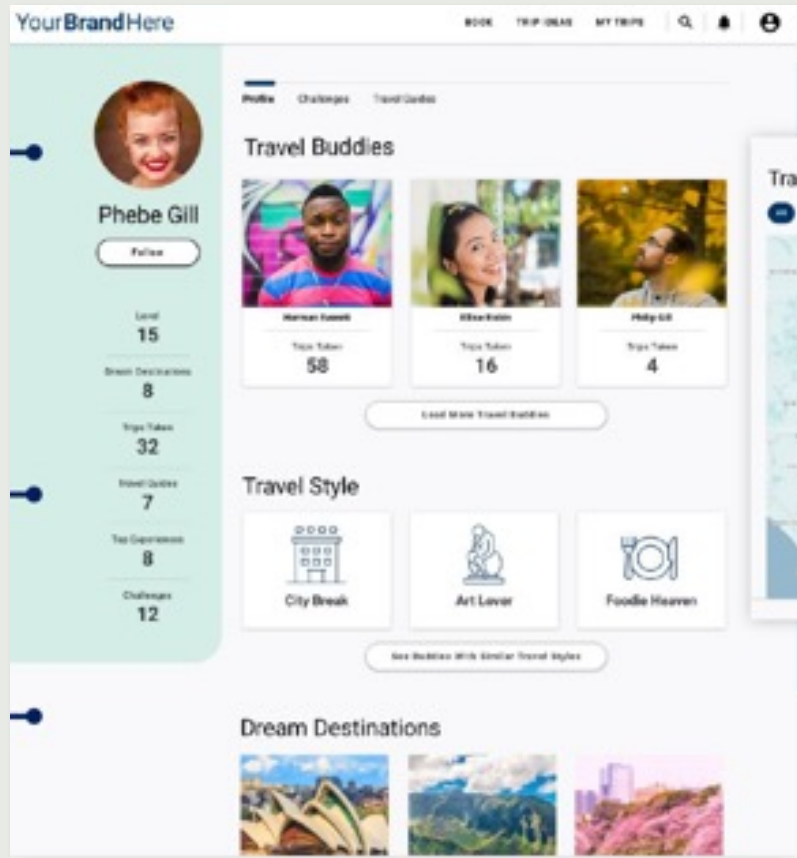 YourBrandHere
BOOK TRIP IDEAS MY TRIPS
Profile Challenges Travel Guides
Travel Buddies
Tra
Phebe Gill
Follow
Level
15
Dream Destinations
8
Trips Taken
32
Travel Guides
7
Top Experiences
8
Challenges
12
Trips Taken
58
Trips Taken
16
Philip Gill
Trips Taken
4
Load More Travel Buddies
Travel Style
City Break
Art Lover
Foodie Heaven
See Buddies With Similar Travel Styles
Dream Destinations